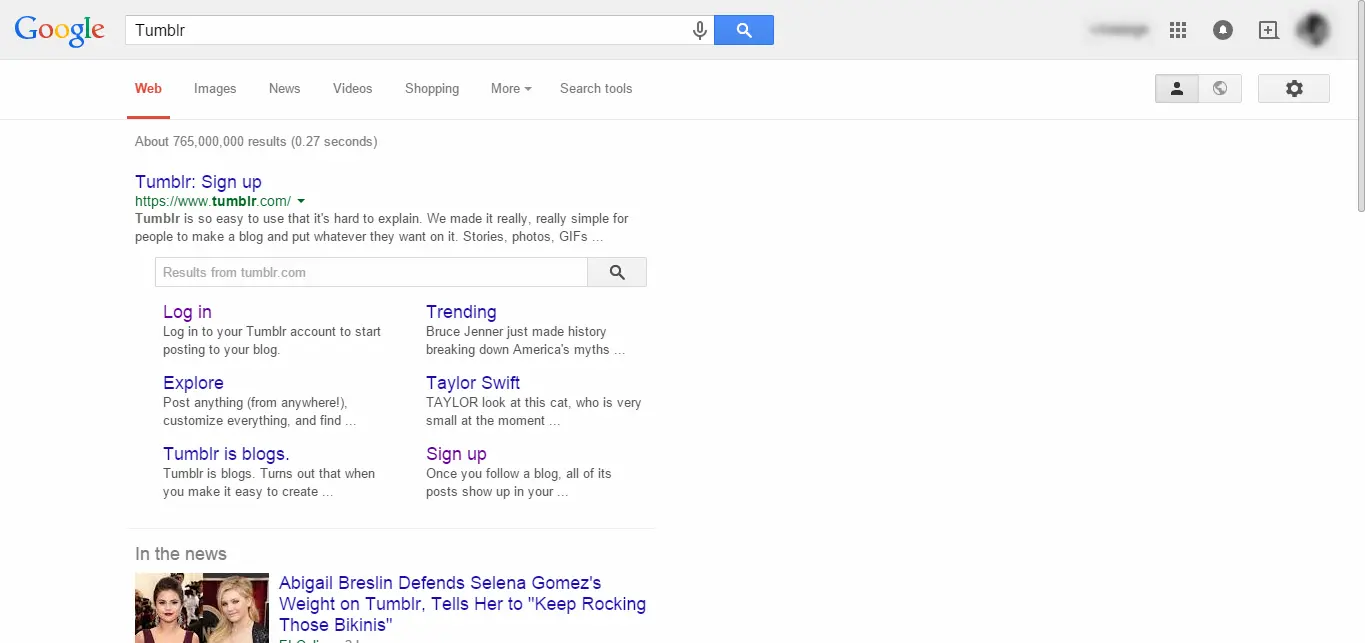 Google
Tumblr
Web Images News Videos Shopping More Search tools
About 765,000,000 results (0.27 seconds)
Tumblr: Sign up
https://www.tumblr.com/
Tumblr is so easy to use that it's hard to explain. We made it really, really simple for
people to make a blog and put whatever they want on it. Stories, photos, GIFs ...
Results from tumblr.com
Log in
Log in to your Tumblr account to start
posting to your blog.
Trending
Bruce Jenner just made history
breaking down America's myths ...
Explore
Post anything (from anywhere!),
customize everything, and find ...
Taylor Swift
TAYLOR look at this cat, who is very
small at the moment ...
Tumblr is blogs.
Tumblr is blogs. Turns out that when
you make it easy to create ...
Sign up
Once you follow a blog, all of its
posts show up in your ...
In the news
Abigail Breslin Defends Selena Gomez's
Weight on Tumblr, Tells Her to "Keep Rocking
Those Bikinis"